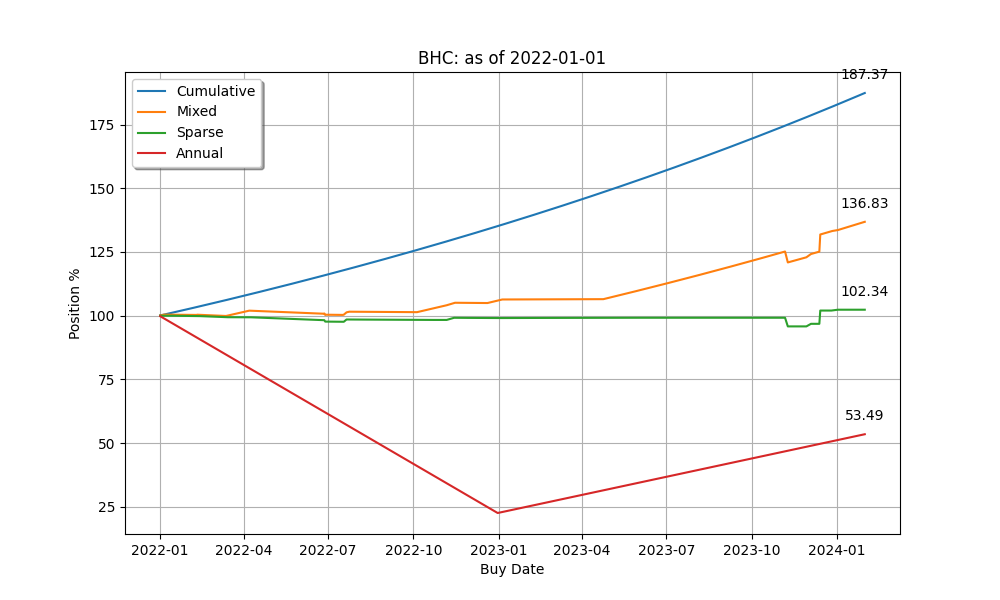 BHC: as of 2022-01-01
187.37
Cumulative
Mixed
Sparse
Annual
136.83
102.34
53.49
175
150
125
100
75
50
25
Position %
2022-01 2022-04 2022-07 2022-10 2023-01 2023-04 2023-07 2023-10 2024-01
Buy Date